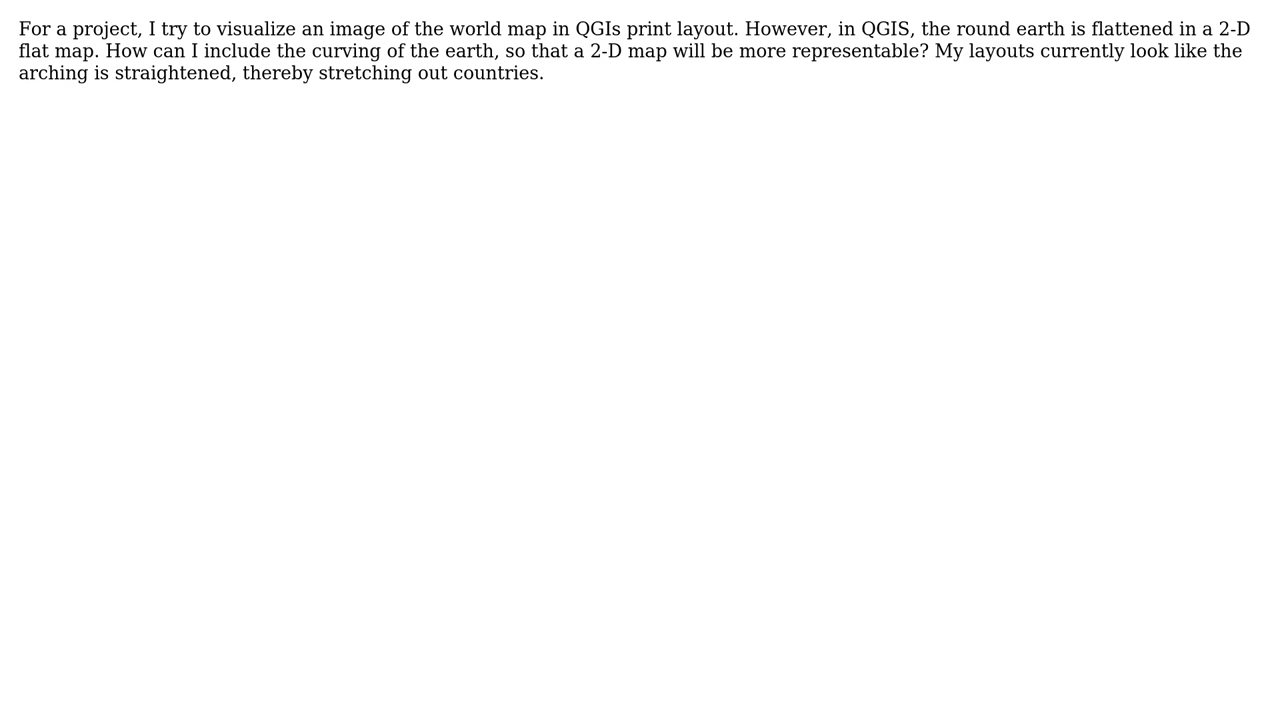 For a project, I try to visualize an image of the world map in QGIs print layout. However, in QGIS, the round earth is flattened in a 2-D
flat map. How can I include the curving of the earth, so that a 2-D map will be more representable? My layouts currently look like the
arching is straightened, thereby stretching out countries.